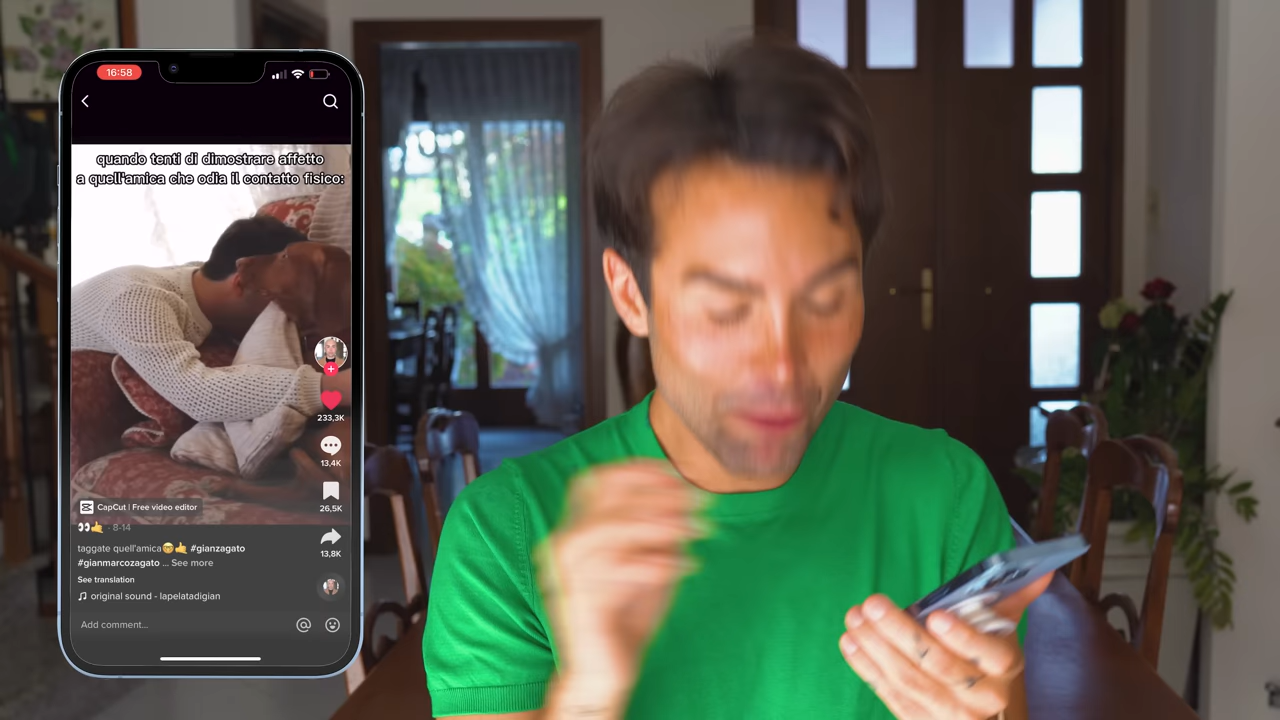 16:58
quando tenti di dimostrare affetto
a quell'amica che odia il contatto fisico:
233,3K
13,4K
26,5K
13,8K
CapCut | Free video editor
👀🤙 · 8-14
taggate quell'amica🤓🤙 #gianzagato
#gianmarcozagato ... See more
See translation
original sound - lapelatadigian
Add comment...